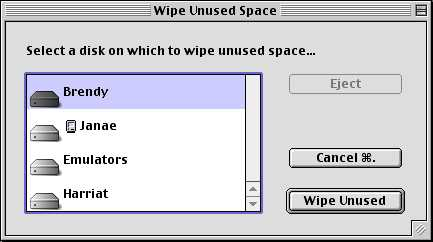 Wipe Unused Space
Select a disk on which to wipe unused space...
Brendy
Janae
Emulators
Harriat
Eject
Cancel ⌘.
Wipe Unused